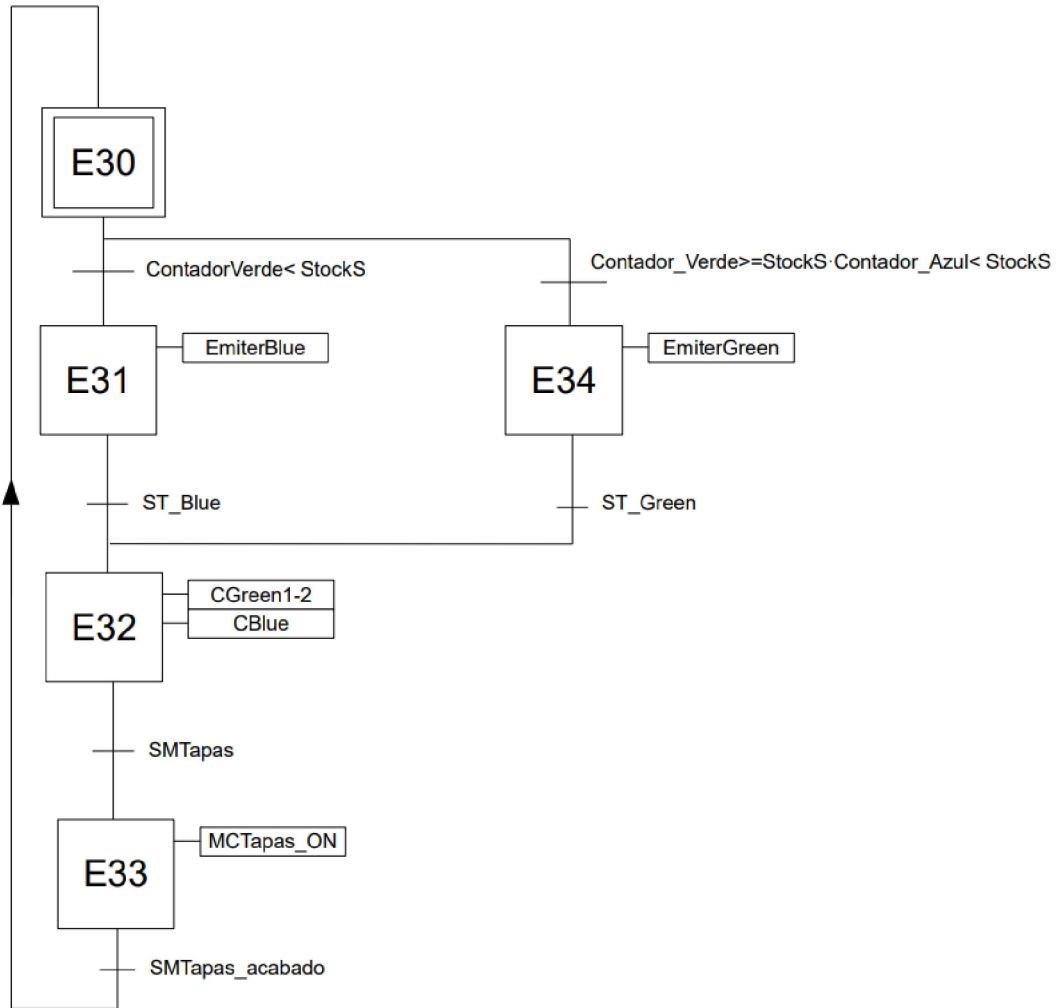 E30
ContadorVerde< StockS
Contador_Verde>=StockS·Contador_Azul< StockS
E31
EmiterBlue
E34
EmiterGreen
ST_Blue
ST_Green
E32
CGreen1-2
CBlue
SMTapas
E33
MCTapas_ON
SMTapas_acabado